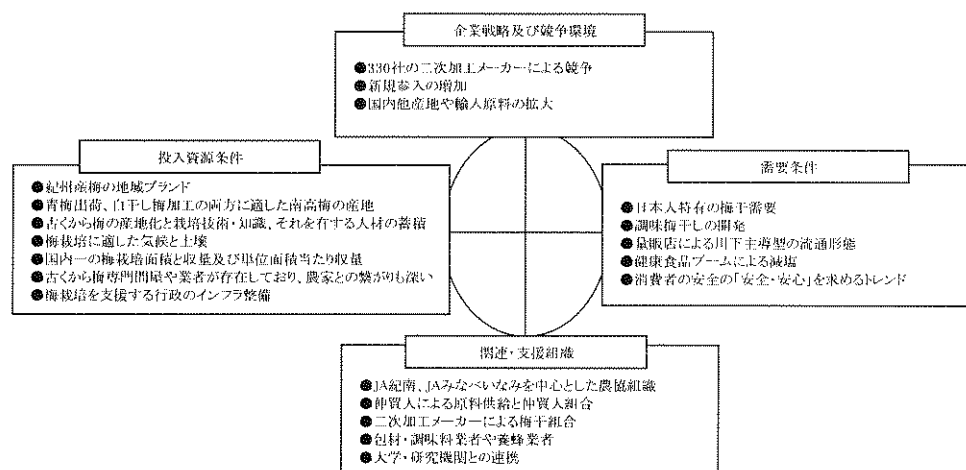 企業戦略及び競争環境
●330社の二次加工メーカーによる競争
●新規参入の増加
●国内他産地や輸入原料の拡大
投入資源条件
●紀州産梅の地域ブランド
●青梅出荷、白干し梅加工の両方に適した南高梅の産地
●古くから梅の産地化と栽培技術・知識、それを有する人材の蓄積
●梅栽培に適した気候と土壌
●国内一の梅栽培面積と収量及び単位面積当たり収量
●古くから梅専門問屋や業者が存在しており、農家との繋がりも深い
●梅栽培を支援する行政のインフラ整備
需要条件
●日本人特有の梅干需要
●調味梅干しの開発
●量販店による川下主導型の流通形態
●健康食品ブームによる減塩
●消費者の安全の「安全・安心」を求めるトレンド
関連・支援組織
●JA紀南、JAみなべいなみを中心とした農協組織
●仲買人による原料供給と仲買人組合
●二次加工メーカーによる梅干組合
●包材・調味料業者や養蜂業者
●大学・研究機関との連携